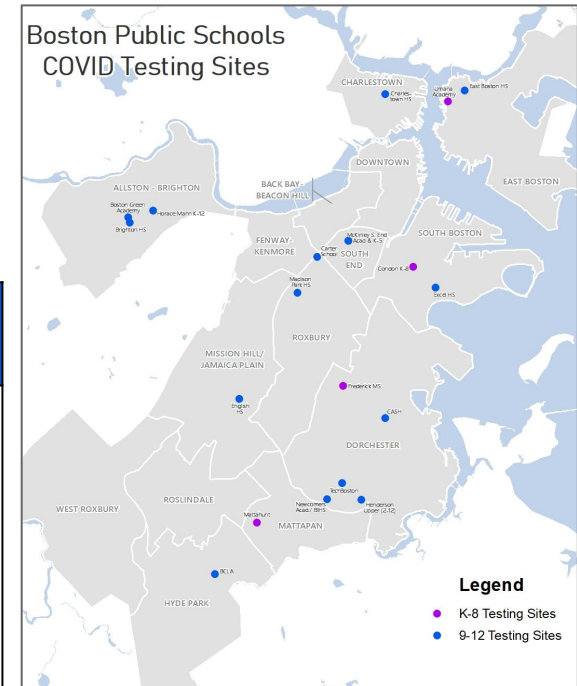 Boston Public Schools
COVID Testing Sites
CHARLESTOWN
Charles-
town HS
Umana
Academy
East Boston HS
DOWNTOWN
EAST BOSTON
ALLSTON - BRIGHTON
BACK BAY-
BEACON HILL
Boston Green
Academy
Horace Mann K-12
Brighton HS
FENWAY-
KENMORE
McKinley S. End
Acad & K-5
Carter
School
SOUTH
END
SOUTH BOSTON
Condon K-8
Madison
Park HS
Excel HS
ROXBURY
MISSION HILL/
JAMAICA PLAIN
Frederick MS
English
HS
CASH
DORCHESTER
TechBoston
Newcomers
Acad./ BIHS
Henderson
Upper (2-12)
ROSLINDALE
WEST ROXBURY
Mattahunt
MATTAPAN
BCLA
HYDE PARK
Legend
K-8 Testing Sites
9-12 Testing Sites